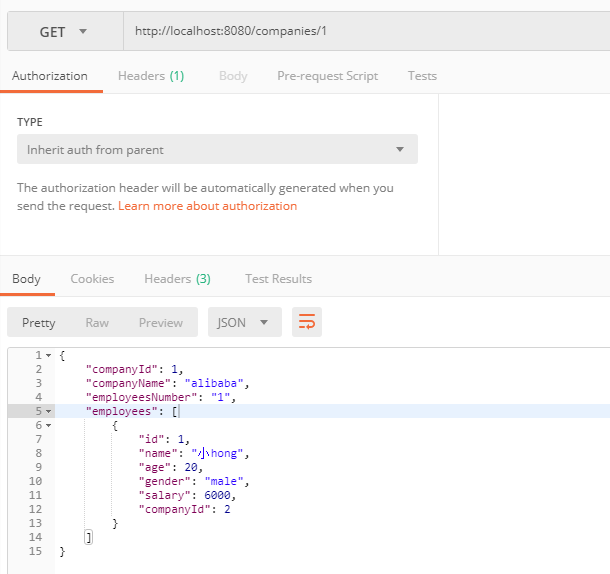 GET http://localhost:8080/companies/1
Authorization Headers (1) Body Pre-request Script Tests
TYPE
Inherit auth from parent
The authorization header will be automatically generated when you
send the request. Learn more about authorization
Body Cookies Headers (3) Test Results
Pretty Raw Preview JSON
1 {
2 "companyId": 1,
3 "companyName": "alibaba",
4 "employeesNumber": "1",
5 "employees": [
6 {
7 "id": 1,
8 "name": "小hong",
9 "age": 20,
10 "gender": "male",
11 "salary": 6000,
12 "companyId": 2
13 }
14 ]
15 }